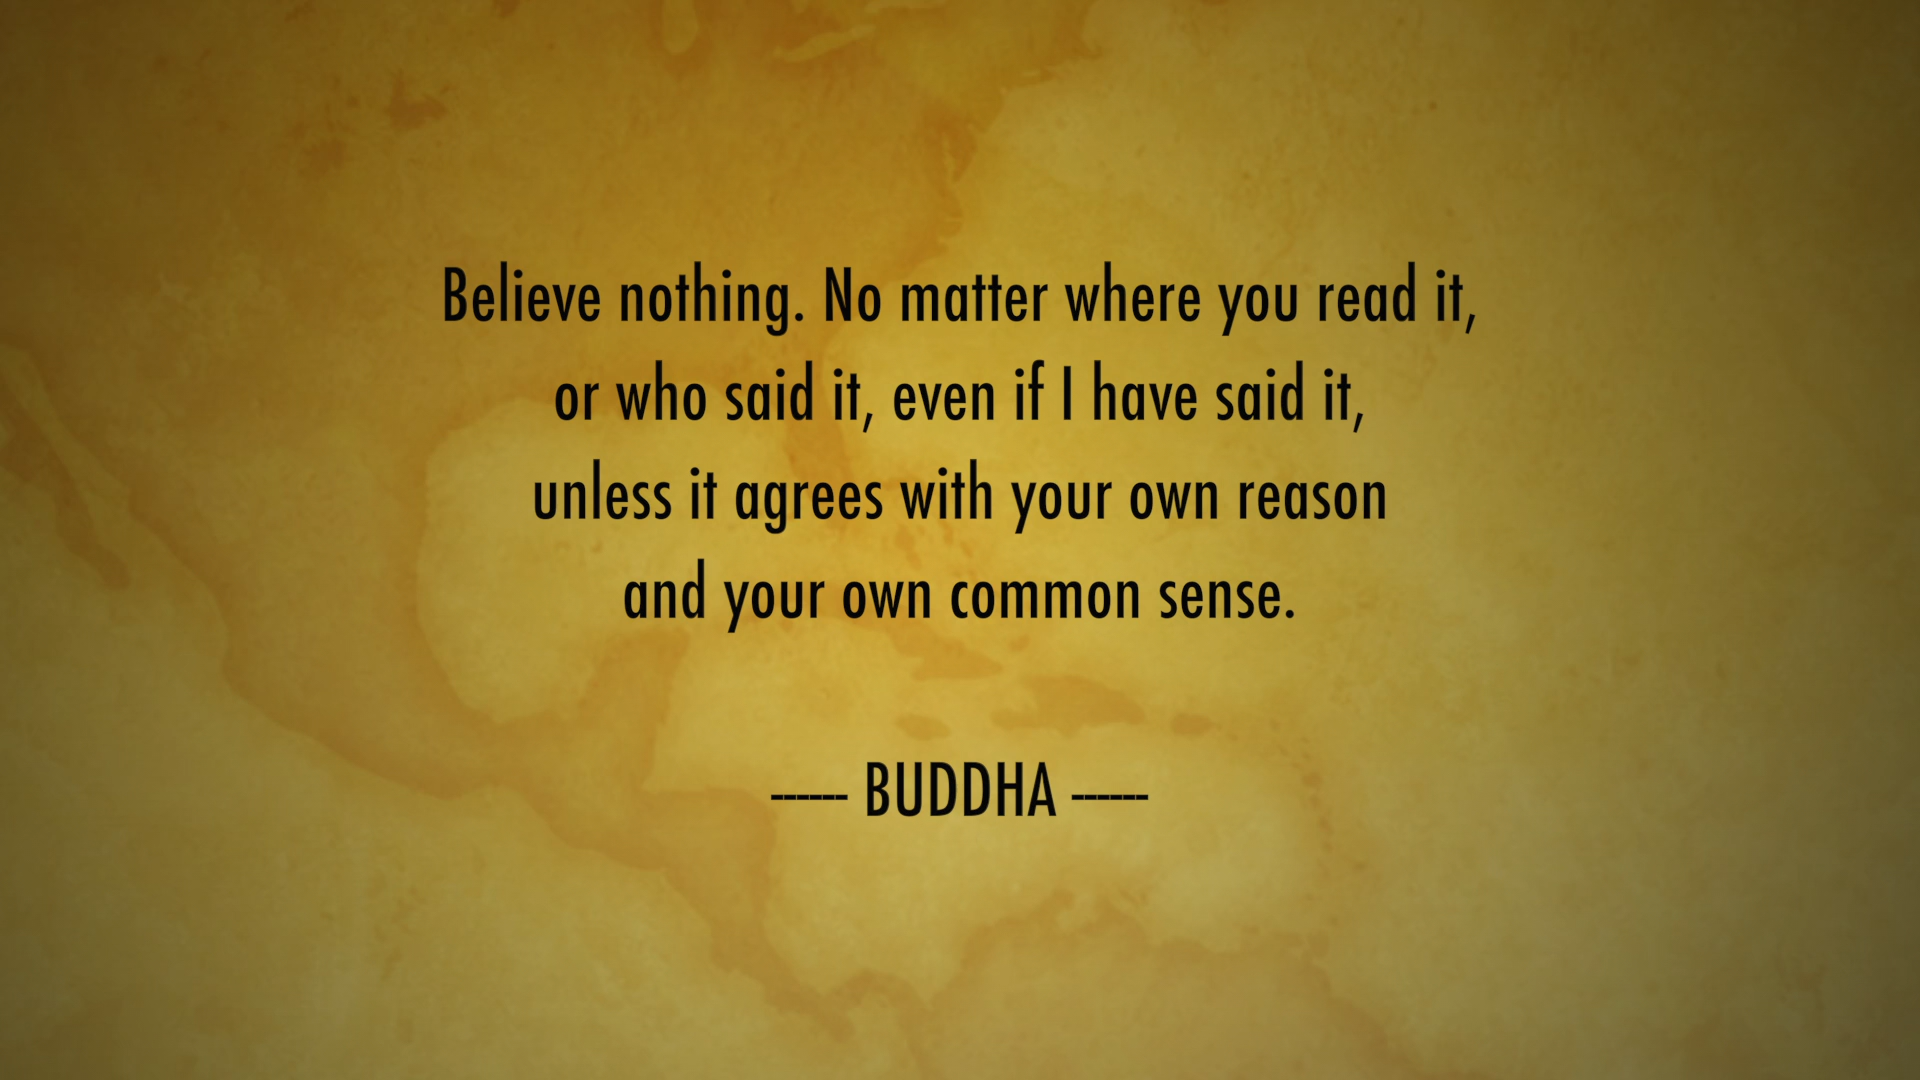 Believe nothing. No matter where you read it,
or who said it, even if I have said it,
unless it agrees with your own reason
and your own common sense.
------ BUDDHA ------